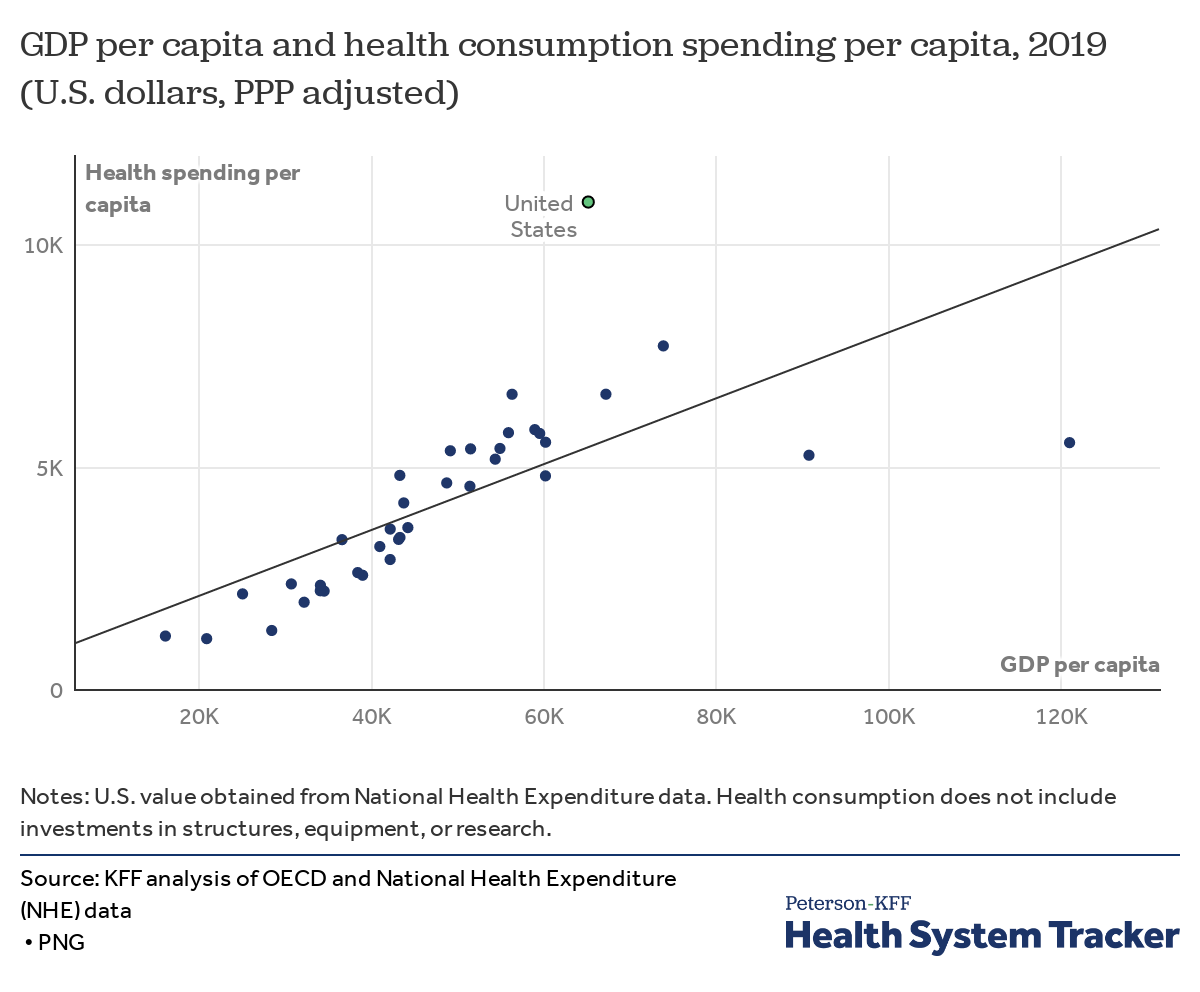 GDP per capita and health consumption spending per capita, 2019
(U.S. dollars, PPP adjusted)
Health spending per
capita
United
States
10K
5K
GDP per capita
0
20K
40K
60K
80K
100K
120K
Notes: U.S. value obtained from National Health Expenditure data. Health consumption does not include
investments in structures, equipment, or research.
Source: KFF analysis of OECD and National Health Expenditure
(NHE) data
• PNG
Peterson-KFF
Health System Tracker